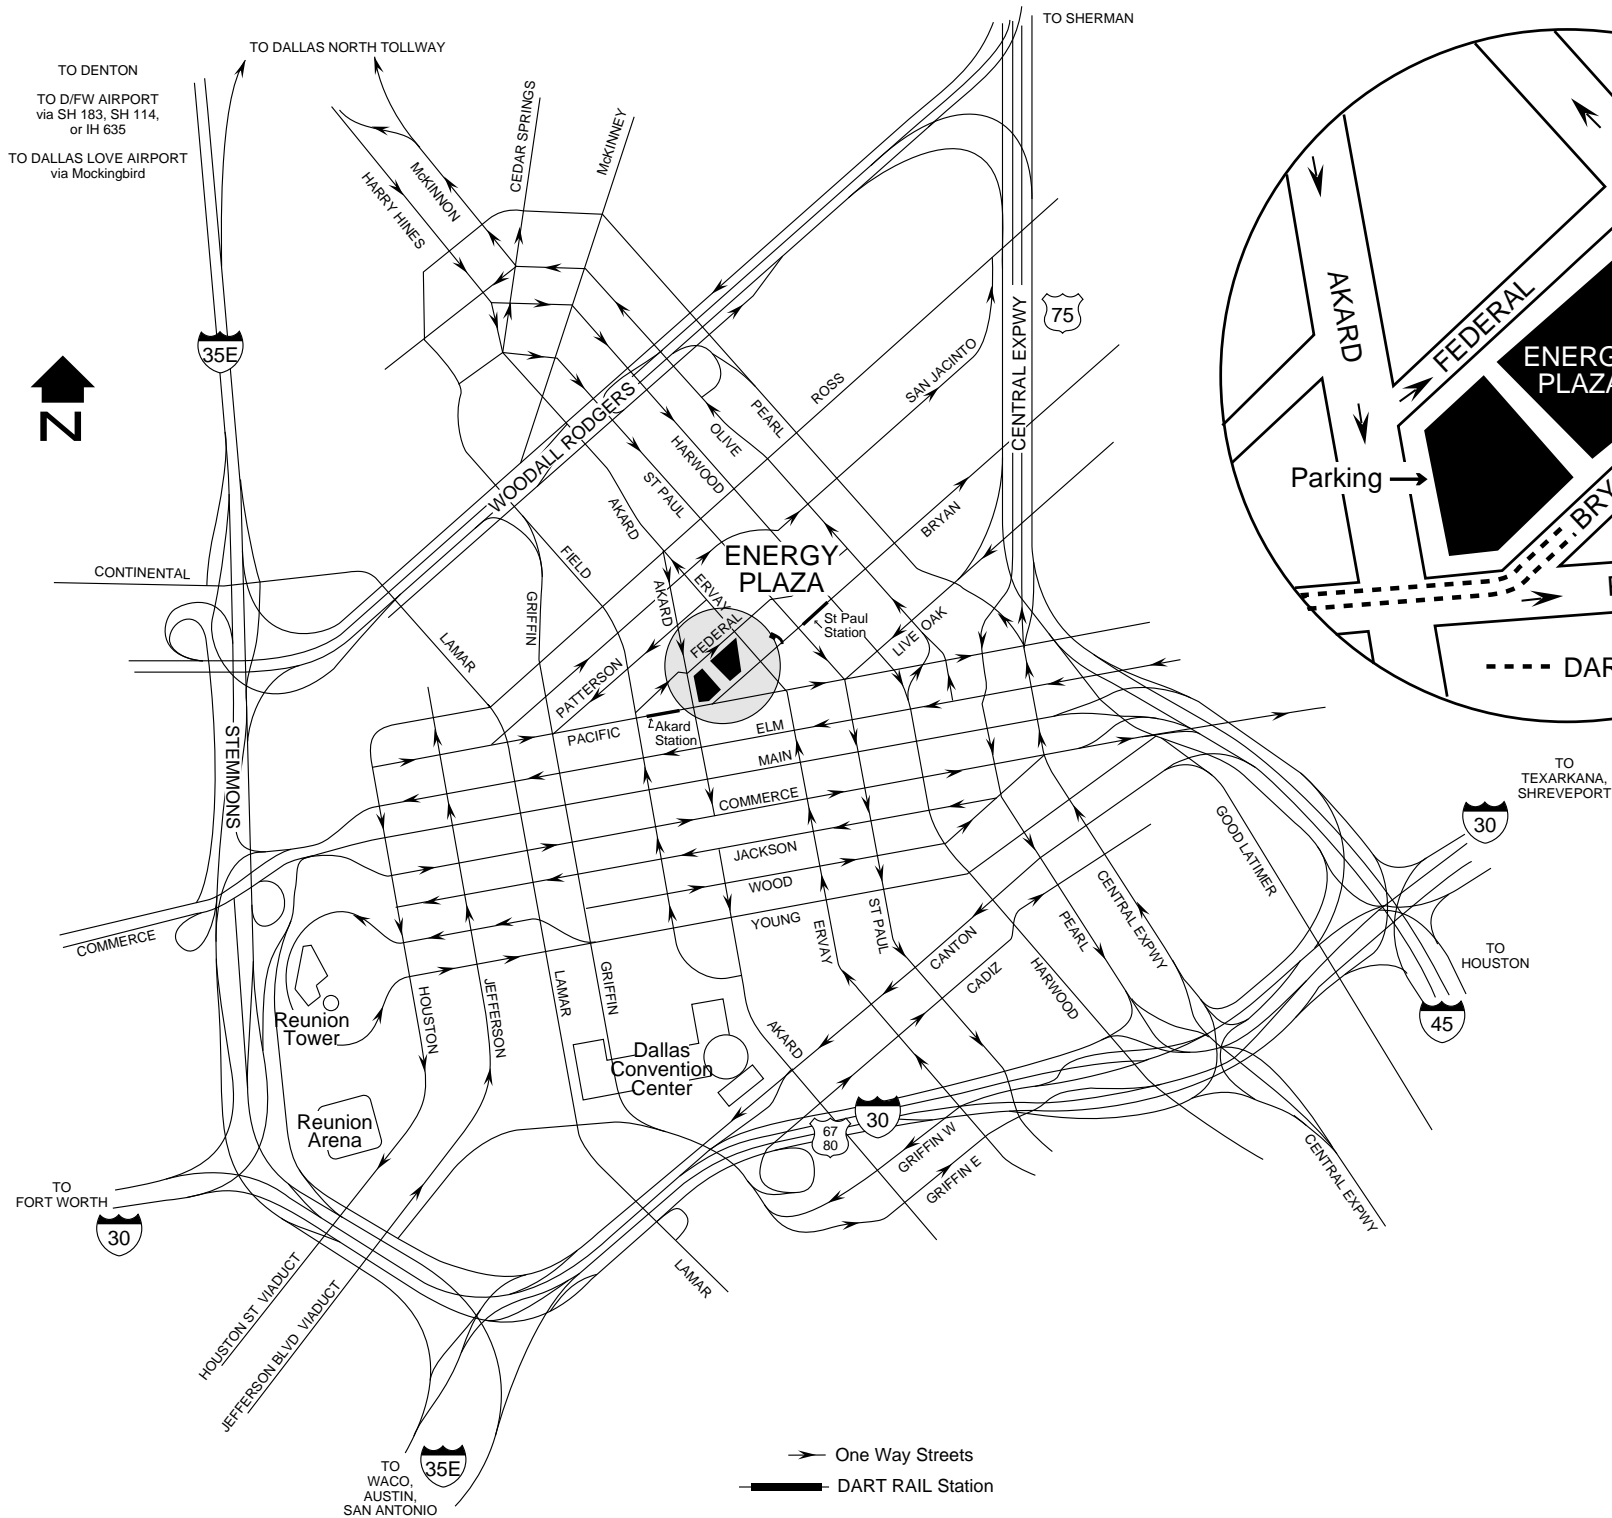 TO SHERMAN
TO DALLAS NORTH TOLLWAY
TO DENTON
TO D/FW AIRPORT
via SH 183, SH 114,
or IH 635
TO DALLAS LOVE AIRPORT
via Mockingbird
CEDAR SPRINGS
McKINNEY
McKINNON
HARRY HINES
35E
N
75
CENTRAL EXPWY
WOODALL RODGERS
ROSS
SAN JACINTO
PEARL
OLIVE
HARWOOD
ST PAUL
AKARD
BRYAN
FIELD
ENERGY
PLAZA
CONTINENTAL
GRIFFIN
AKARD
ERVAY
FEDERAL
St Paul
Station
LIVE OAK
LAMAR
PATTERSON
PACIFIC
Akard
Station
ELM
MAIN
COMMERCE
STEMMONS
JACKSON
WOOD
YOUNG
COMMERCE
ERVAY
ST PAUL
CANTON
CADIZ
HARWOOD
PEARL
CENTRAL EXPWY
GOOD LATIMER
TO
TEXARKANA,
SHREVEPORT
30
TO
HOUSTON
45
Reunion
Tower
HOUSTON
JEFFERSON
LAMAR
GRIFFIN
Dallas
Convention
Center
AKARD
Reunion
Arena
30
67
80
GRIFFIN W
GRIFFIN E
CENTRAL EXPWY
TO
FORT WORTH
30
HOUSTON ST VIADUCT
JEFFERSON BLVD VIADUCT
LAMAR
TO
WACO,
AUSTIN,
SAN ANTONIO
35E
One Way Streets
DART RAIL Station
AKARD
FEDERAL
ENERG
PLAZA
Parking
BRY
DAR